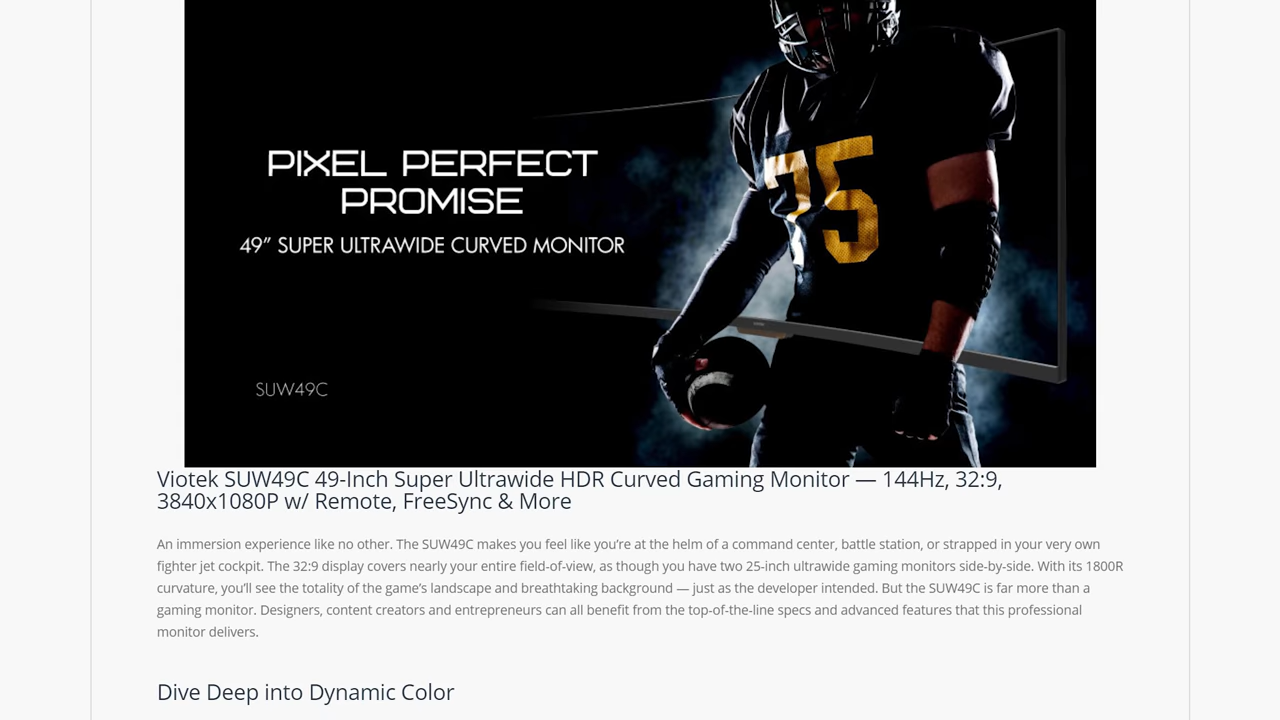 PIXEL PERFECT
PROMISE
49” SUPER ULTRAWIDE CURVED MONITOR
75
SUW49C
Viotek SUW49C 49-Inch Super Ultrawide HDR Curved Gaming Monitor — 144Hz, 32:9,
3840x1080P w/ Remote, FreeSync & More
An immersion experience like no other. The SUW49C makes you feel like you’re at the helm of a command center, battle station, or strapped in your very own
fighter jet cockpit. The 32:9 display covers nearly your entire field-of-view, as though you have two 25-inch ultrawide gaming monitors side-by-side. With its 1800R
curvature, you’ll see the totality of the game’s landscape and breathtaking background — just as the developer intended. But the SUW49C is far more than a
gaming monitor. Designers, content creators and entrepreneurs can all benefit from the top-of-the-line specs and advanced features that this professional
monitor delivers.
Dive Deep into Dynamic Color